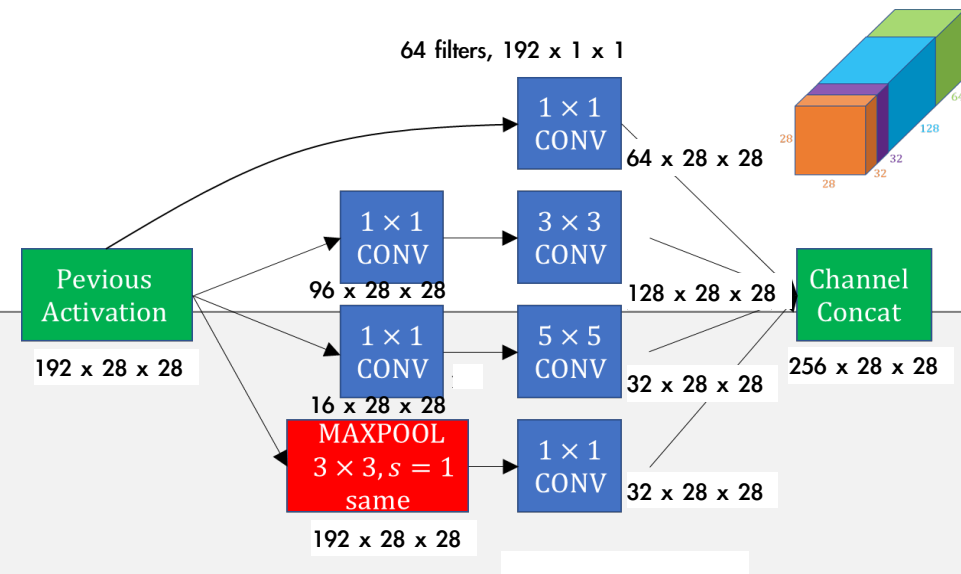 64 filters, 192 x 1 x 1
1 × 1
CONV
64 x 28 x 28
28
28
32
32
128
64
1 × 1
CONV
96 x 28 x 28
3 × 3
CONV
128 x 28 x 28
Pevious
Activation
192 x 28 x 28
Channel
Concat
256 x 28 x 28
1 × 1
CONV
16 x 28 x 28
5 × 5
CONV
32 x 28 x 28
MAXPOOL
3 × 3, s = 1
same
192 x 28 x 28
1 × 1
CONV
32 x 28 x 28